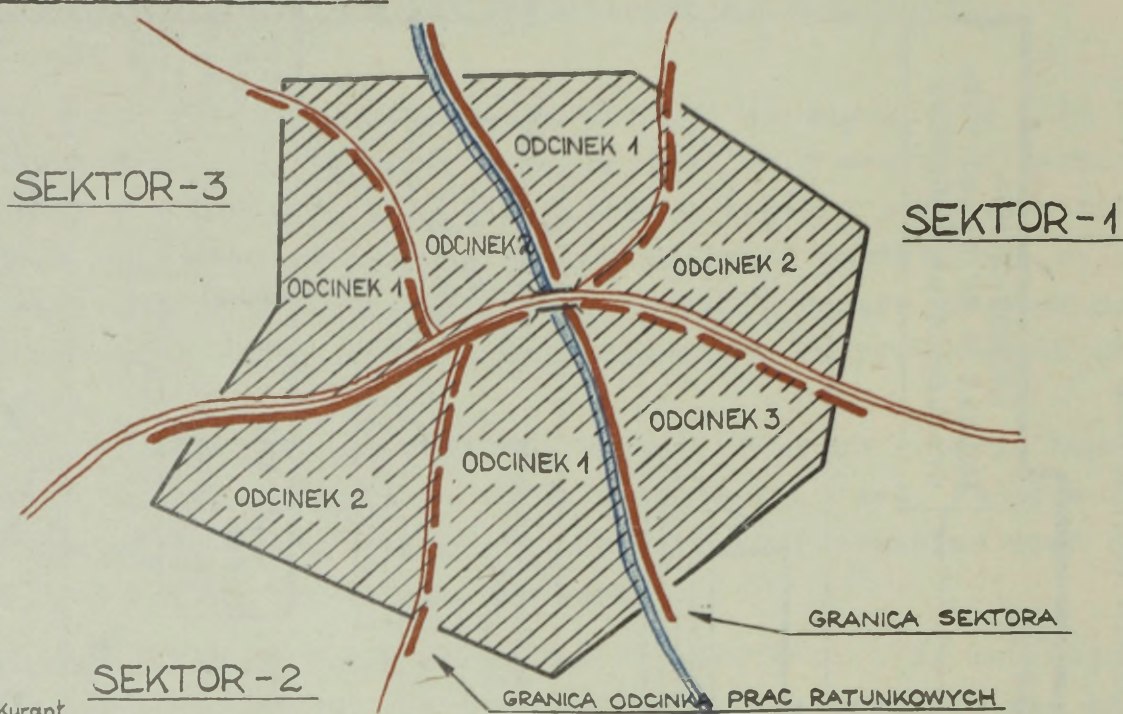 ODCINEK 1
SEKTOR-3
SEKTOR-1
ODCINEK 2
ODCINEK 2
ODCINEK 1
ODCINEK 3
ODCINEK 1
ODCINEK 2
GRANICA SEKTORA
SEKTOR-2
GRANICA ODCINKA PRAC RATUNKOWYCH
Kurant